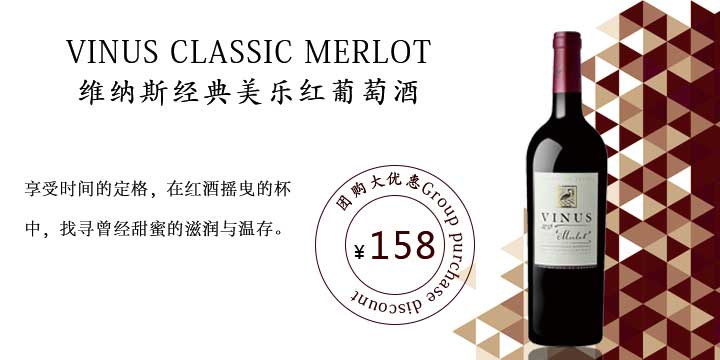 VINUS CLASSIC MERLOT
维纳斯经典美乐红葡萄酒
享受时间的定格，在红酒摇曳的杯
中，找寻曾经甜蜜的滋润与温存。
团购大优惠Group purchase discount
¥158
VINUS
"Merlot"